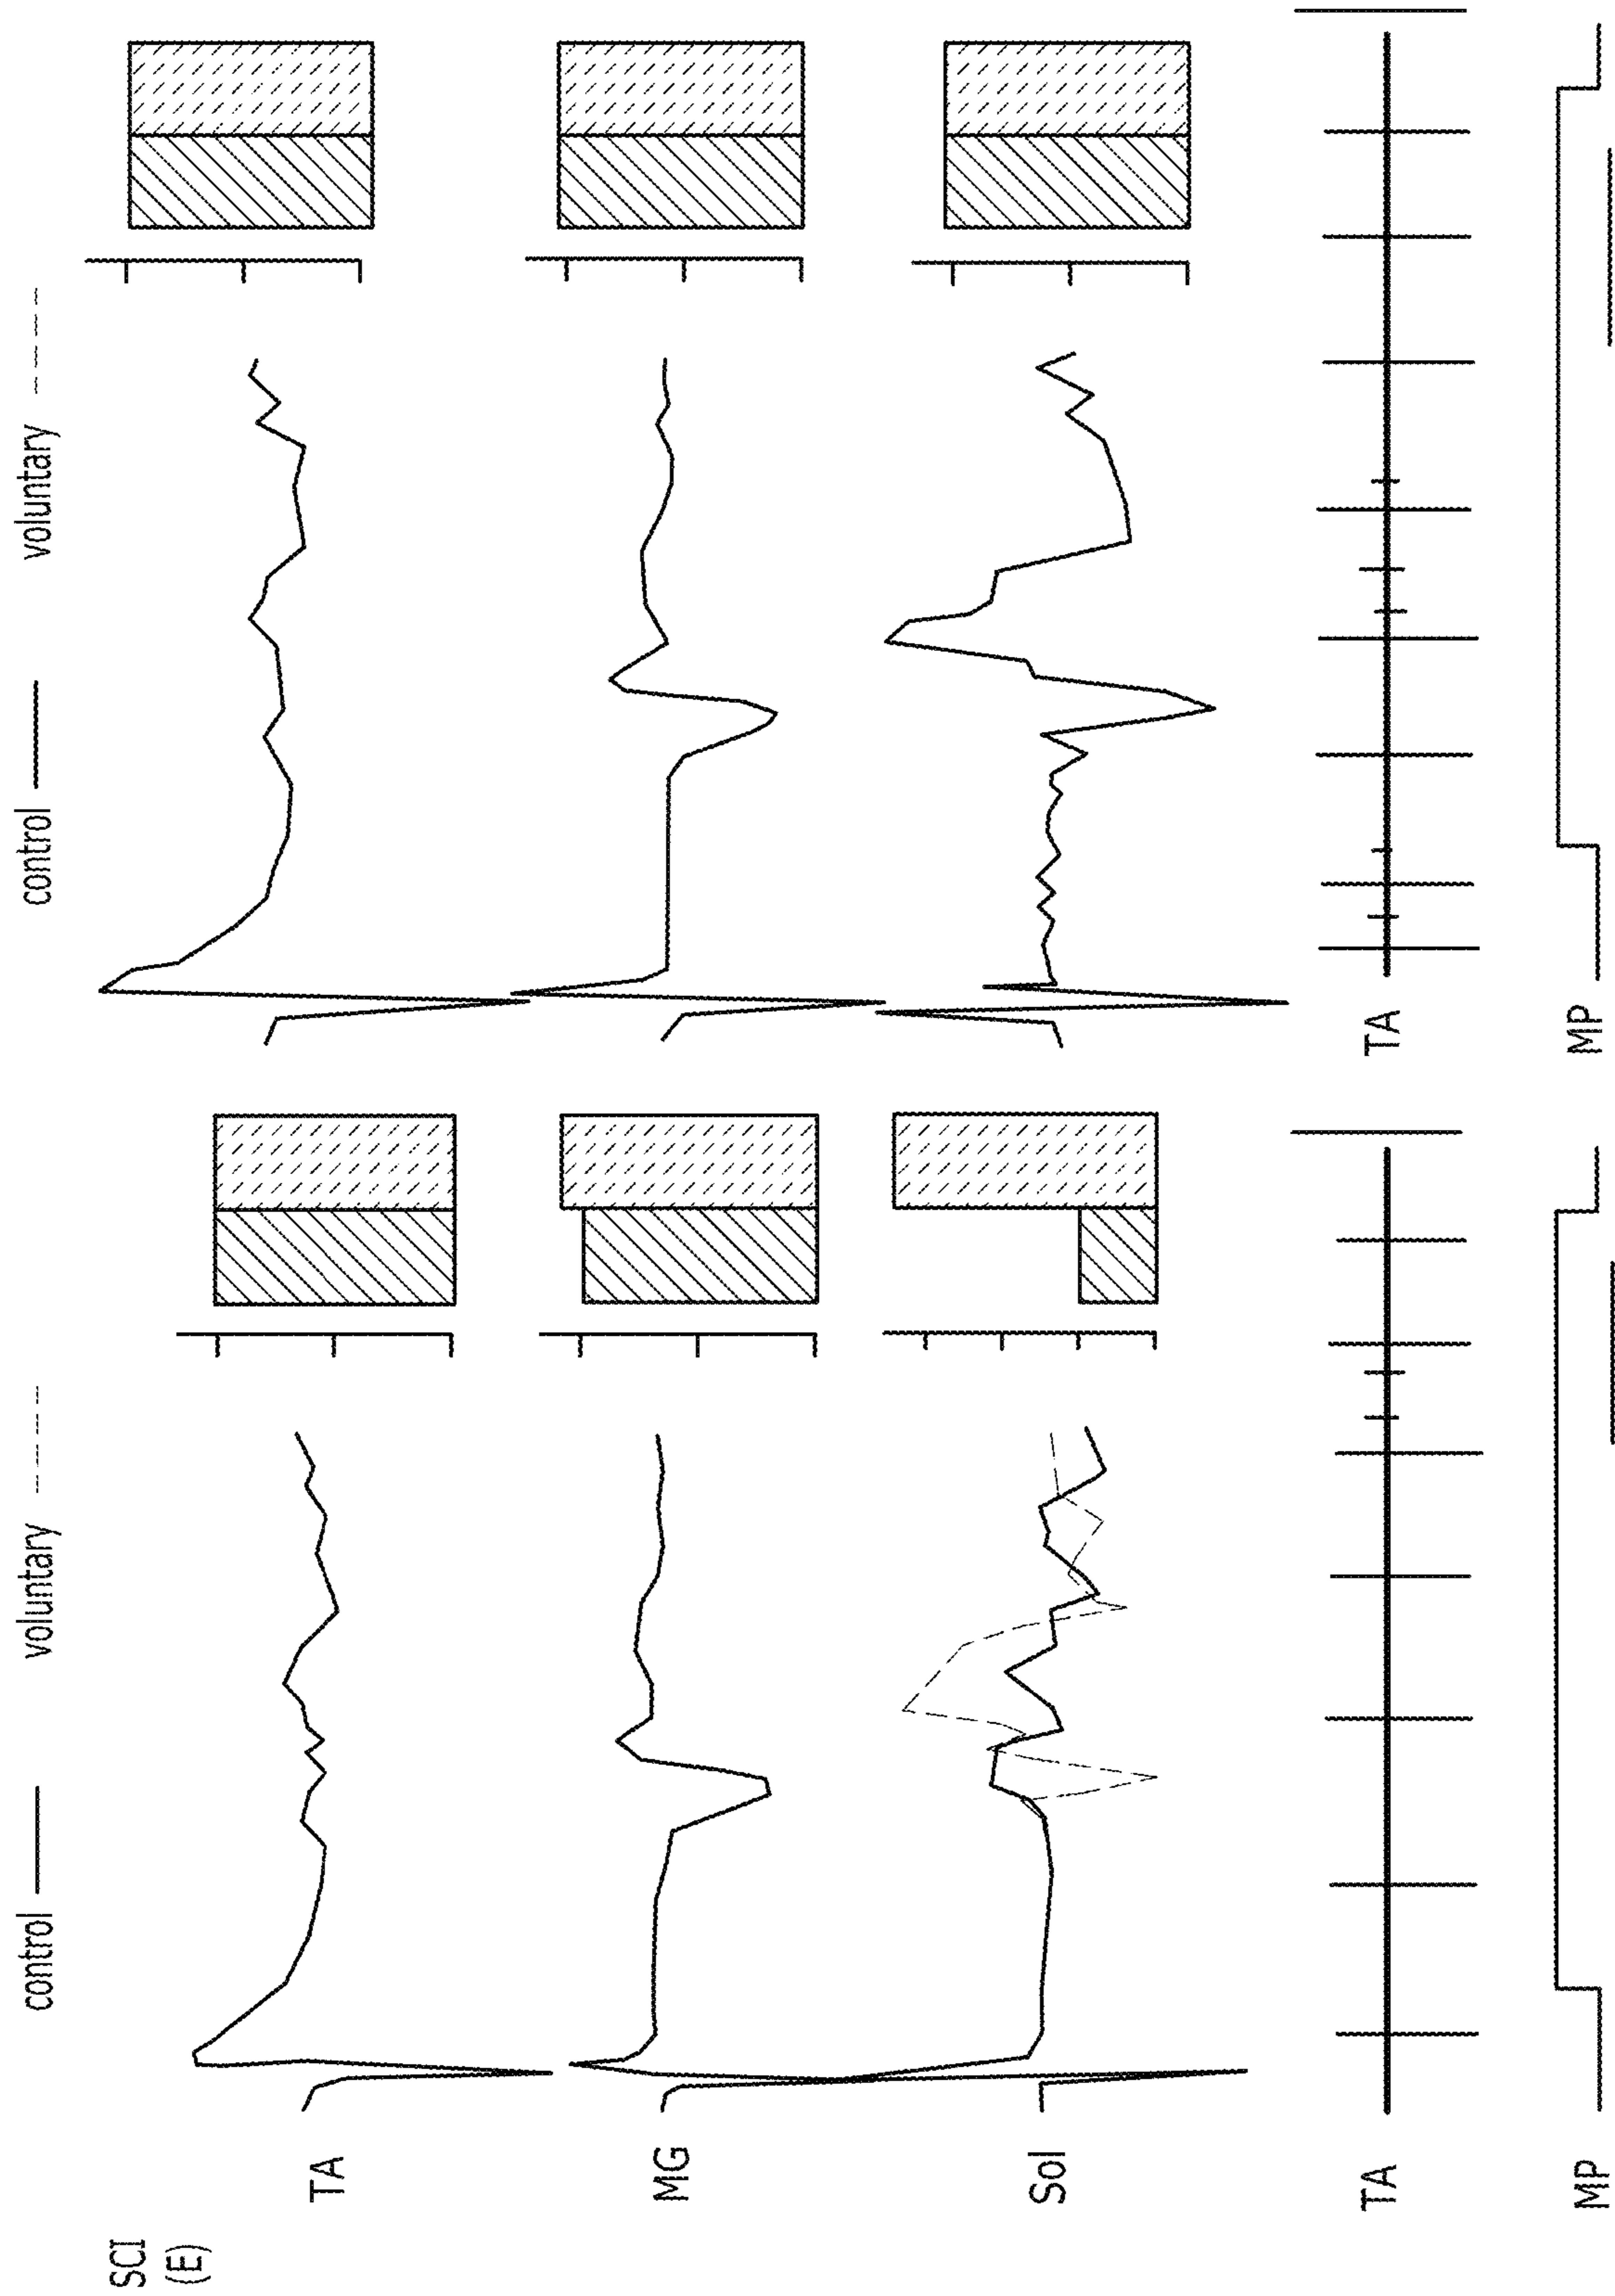 SCI
(E)
control voluntary
control voluntary
TA
MG
Sol
TA
TA
MP
MP